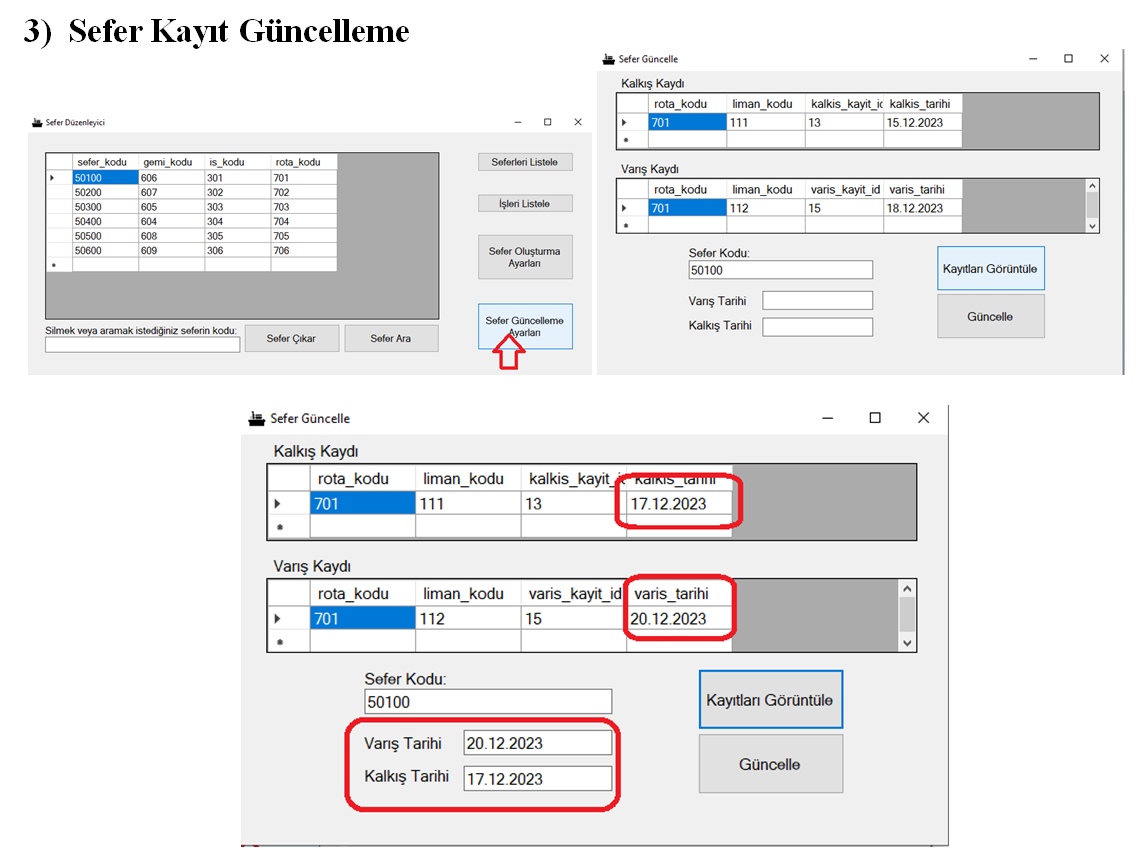 3) Sefer Kayıt Güncelleme
Sefer Düzenleyici
sefer_kodu gemi_kodu is_kodu rota_kodu
50100 606 301 701
50200 607 302 702
50300 605 303 703
50400 604 304 704
50500 608 305 705
50600 609 306 706
Silmek veya aramak istediğiniz seferin kodu:
Sefer Çıkar
Sefer Ara
Seferleri Listele
İşleri Listele
Sefer Oluşturma
Ayarları
Sefer Güncelleme
Ayarları
Sefer Güncelle
Kalkış Kaydı
rota_kodu liman_kodu kalkis_kayit_ic kalkis_tarihi
701 111 13 15.12.2023
Varış Kaydı
rota_kodu liman_kodu varis_kayit_id varis_tarihi
701 112 15 18.12.2023
Sefer Kodu:
50100
Varış Tarihi
Kalkış Tarihi
Kayıtları Görüntüle
Güncelle
Sefer Güncelle
Kalkış Kaydı
rota_kodu liman_kodu kalkis_kayit_i kalkis_tarihi
701 111 13 17.12.2023
Varış Kaydı
rota_kodu liman_kodu varis_kayit_id varis_tarihi
701 112 15 20.12.2023
Sefer Kodu:
50100
Varış Tarihi 20.12.2023
Kalkış Tarihi 17.12.2023
Kayıtları Görüntüle
Güncelle